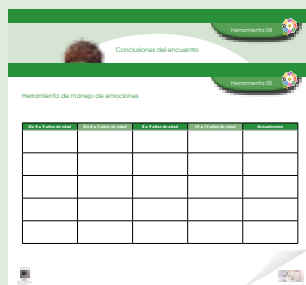 Herramienta 04
Conclusiones del encuentro
Herramienta 05
Herramienta de manejo de emociones
De 3 a 5 años de edad De 6 a 7 años de edad 8 a 9 años de edad 10 a 12 años de edad Actualmente